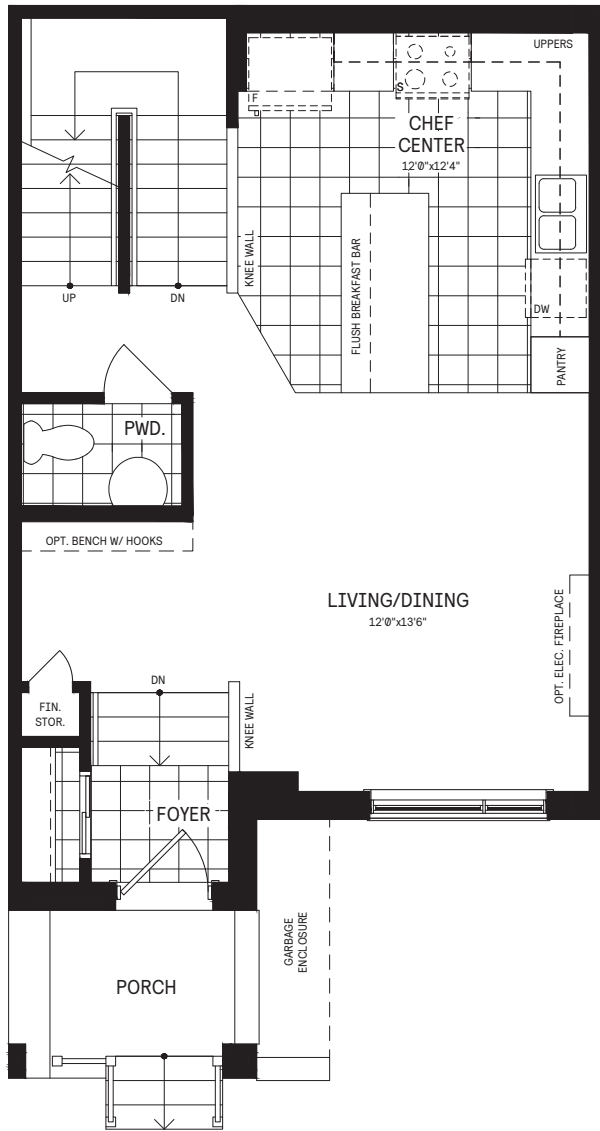 UPPERS
F
S
CHEF
CENTER
12'0"x12'4"
KNEE WALL
FLUSH BREAKFAST BAR
UP
DN
DW
PANTRY
PWD.
OPT. BENCH W/ HOOKS
LIVING/DINING
12'0"x13'6"
OPT. ELEC. FIREPLACE
DN
FIN.
STOR.
KNEE WALL
FOYER
GARBAGE
ENCLOSURE
PORCH
DN